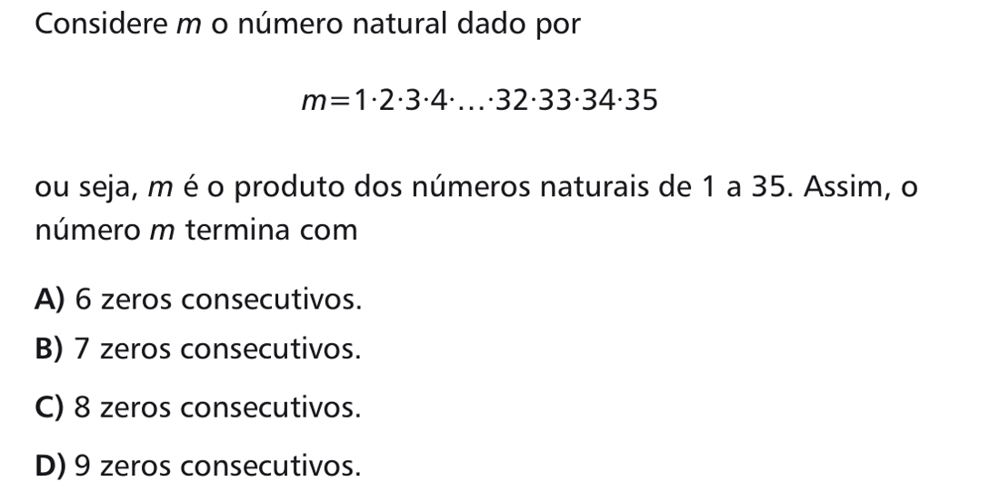 Considere m o número natural dado por
m=1·2·3·4·...·32·33·34·35
ou seja, m é o produto dos números naturais de 1 a 35. Assim, o
número m termina com
A) 6 zeros consecutivos.
B) 7 zeros consecutivos.
C) 8 zeros consecutivos.
D) 9 zeros consecutivos.